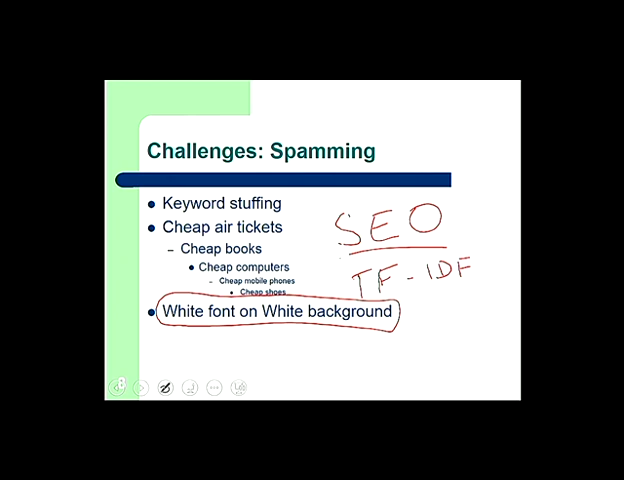 Challenges: Spamming
● Keyword stuffing
● Cheap air tickets
– Cheap books
● Cheap computers
– Cheap mobile phones
● Cheap shoes
● White font on White background
SEO
TF-IDF
8